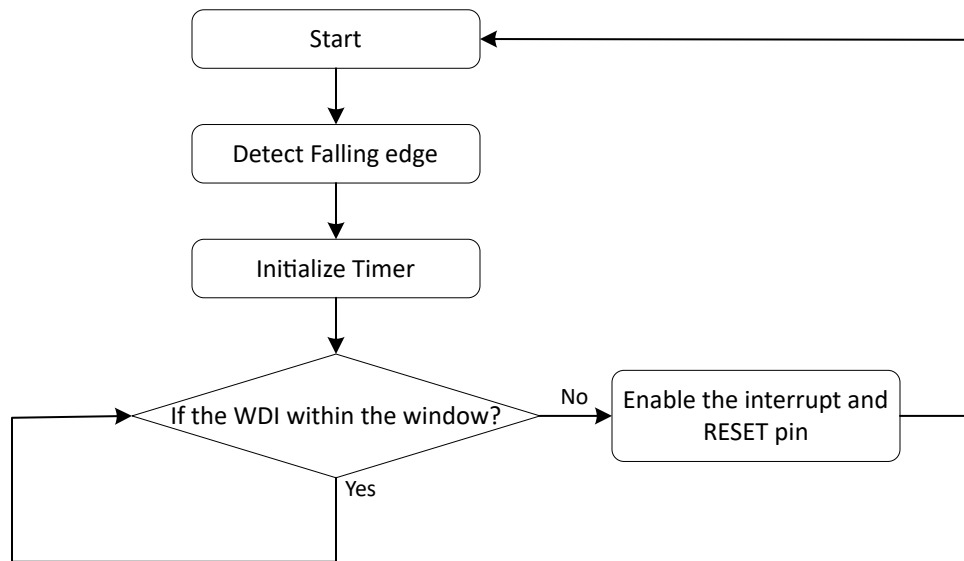 Start
Detect Falling edge
Initialize Timer
If the WDI within the window?
No
Enable the interrupt and
RESET pin
Yes